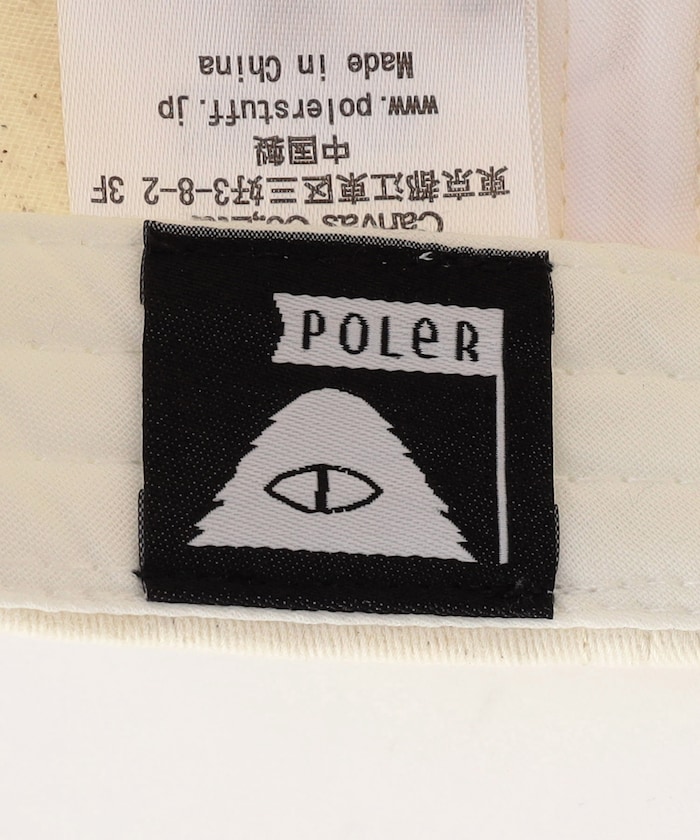 Canvas Co.,Ltd.
東京都江東区三好3-8-2 3F
中国製
www.polerstuff.jp
Made in China
POLeR